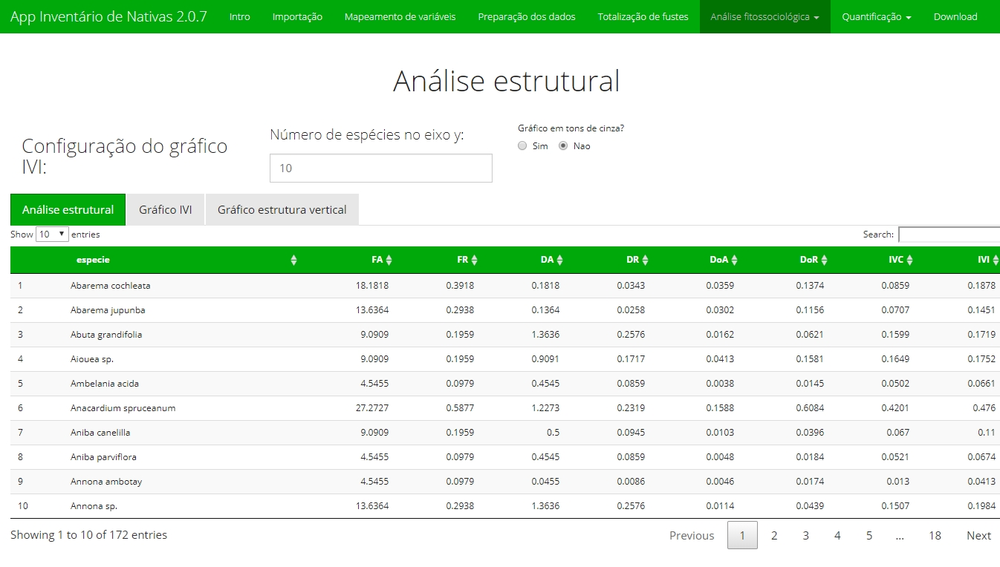 App Inventário de Nativas 2.0.7 Intro Importação Mapeamento de variáveis Preparação dos dados Totalização de fustes Análise fitossociológica Quantificação Download
Análise estrutural
Configuração do gráfico
IVI:
Número de espécies no eixo y:
10
Gráfico em tons de cinza?
Sim Nao
Análise estrutural Gráfico IVI Gráfico estrutura vertical
Show 10 entries Search:
especie FA FR DA DR DoA DoR IVC IVI
1 Abarema cochleata 18.1818 0.3918 0.1818 0.0343 0.0359 0.1374 0.0859 0.1878
2 Abarema jupunba 13.6364 0.2938 0.1364 0.0258 0.0302 0.1156 0.0707 0.1451
3 Abuta grandifolia 9.0909 0.1959 1.3636 0.2576 0.0162 0.0621 0.1599 0.1719
4 Aiouea sp. 9.0909 0.1959 0.9091 0.1717 0.0413 0.1581 0.1649 0.1752
5 Ambelania acida 4.5455 0.0979 0.4545 0.0859 0.0038 0.0145 0.0502 0.0661
6 Anacardium spruceanum 27.2727 0.5877 1.2273 0.2319 0.1588 0.6084 0.4201 0.476
7 Aniba canelilla 9.0909 0.1959 0.5 0.0945 0.0103 0.0396 0.067 0.11
8 Aniba parviflora 4.5455 0.0979 0.4545 0.0859 0.0048 0.0184 0.0521 0.0674
9 Annona ambotay 4.5455 0.0979 0.0455 0.0086 0.0046 0.0174 0.013 0.0413
10 Annona sp. 13.6364 0.2938 1.3636 0.2576 0.0114 0.0439 0.1507 0.1984
Showing 1 to 10 of 172 entries Previous 1 2 3 4 5 ... 18 Next